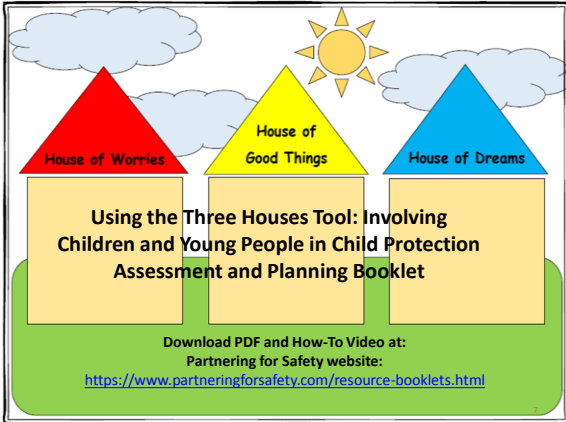 House of Worries
House of
Good Things
House of Dreams
Using the Three Houses Tool: Involving
Children and Young People in Child Protection
Assessment and Planning Booklet
Download PDF and How-To Video at:
Partnering for Safety website:
https://www.partneringforsafety.com/resource-booklets.html
7